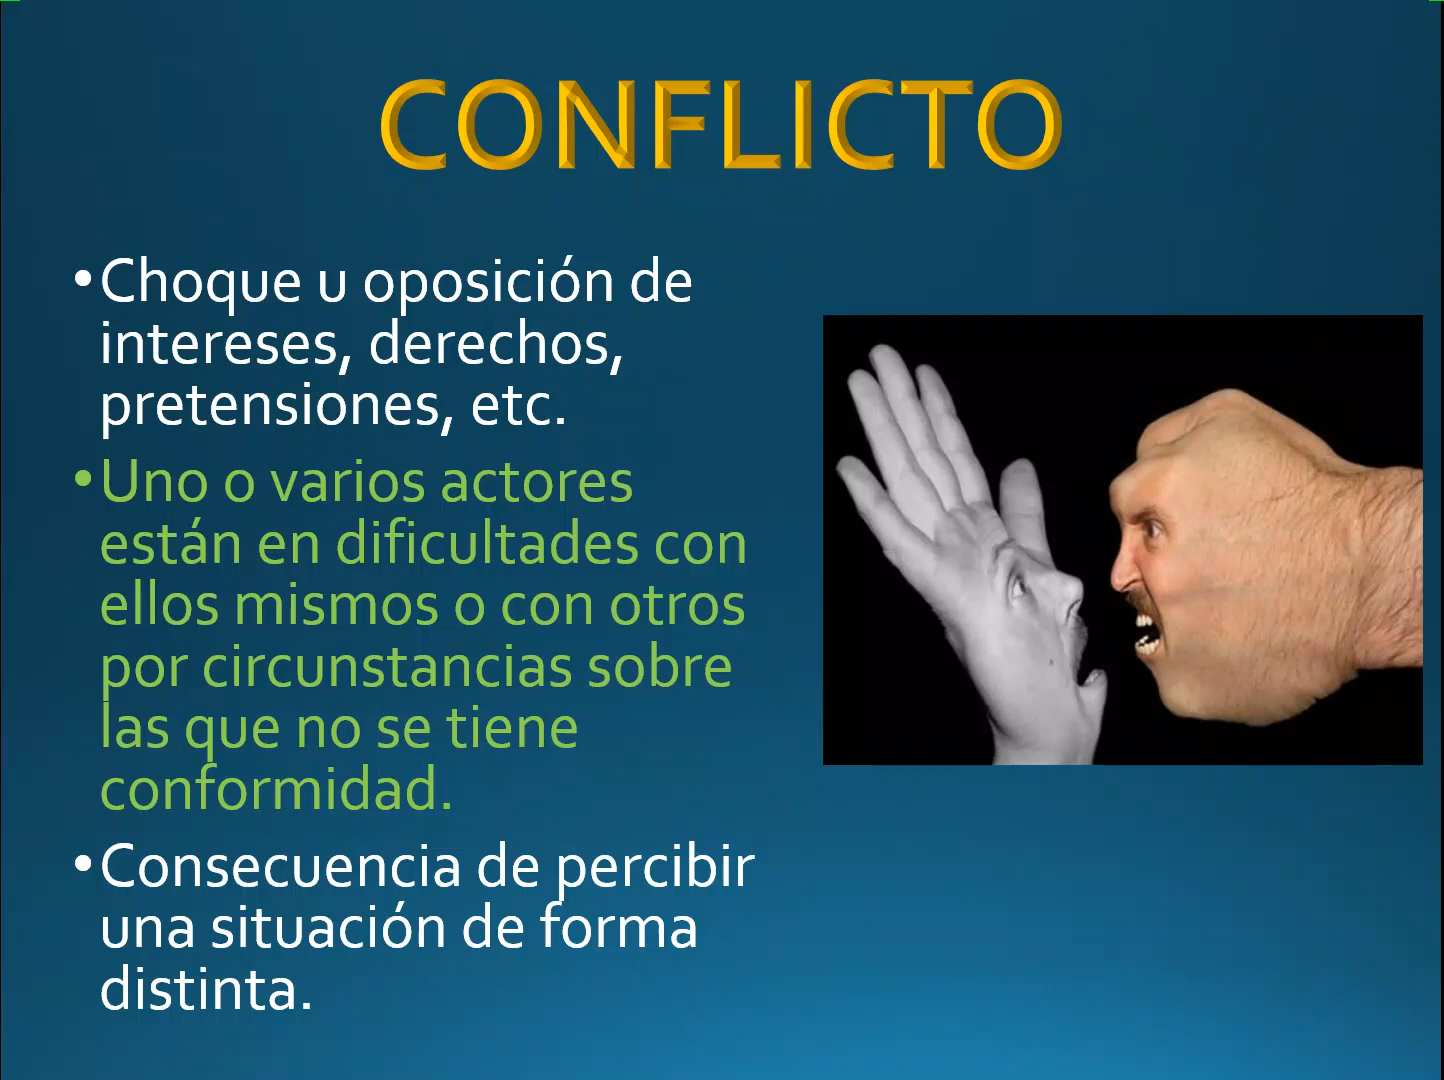 CONFLICTO
•Choque u oposición de
intereses, derechos,
pretensiones, etc.
•Uno o varios actores
están en dificultades con
ellos mismos o con otros
por circunstancias sobre
las que no se tiene
conformidad.
•Consecuencia de percibir
una situación de forma
distinta.